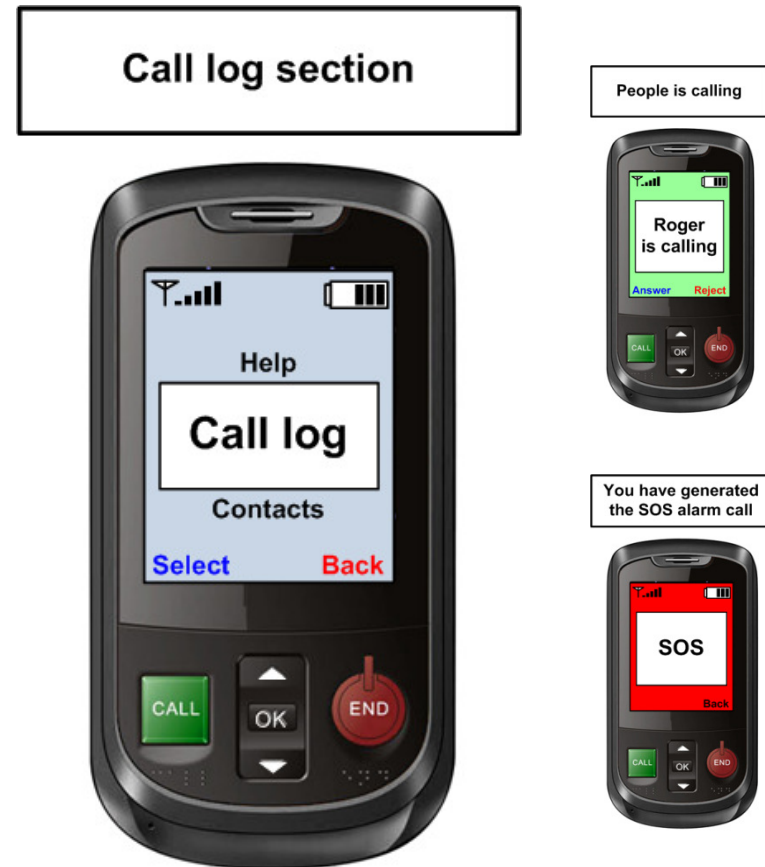 Call log section
Help
Call log
Contacts
Select Back
CALL
OK
END
People is calling
Roger
is calling
Answer Reject
CALL
OK
END
You have generated
the SOS alarm call
SOS
Back
CALL
OK
END